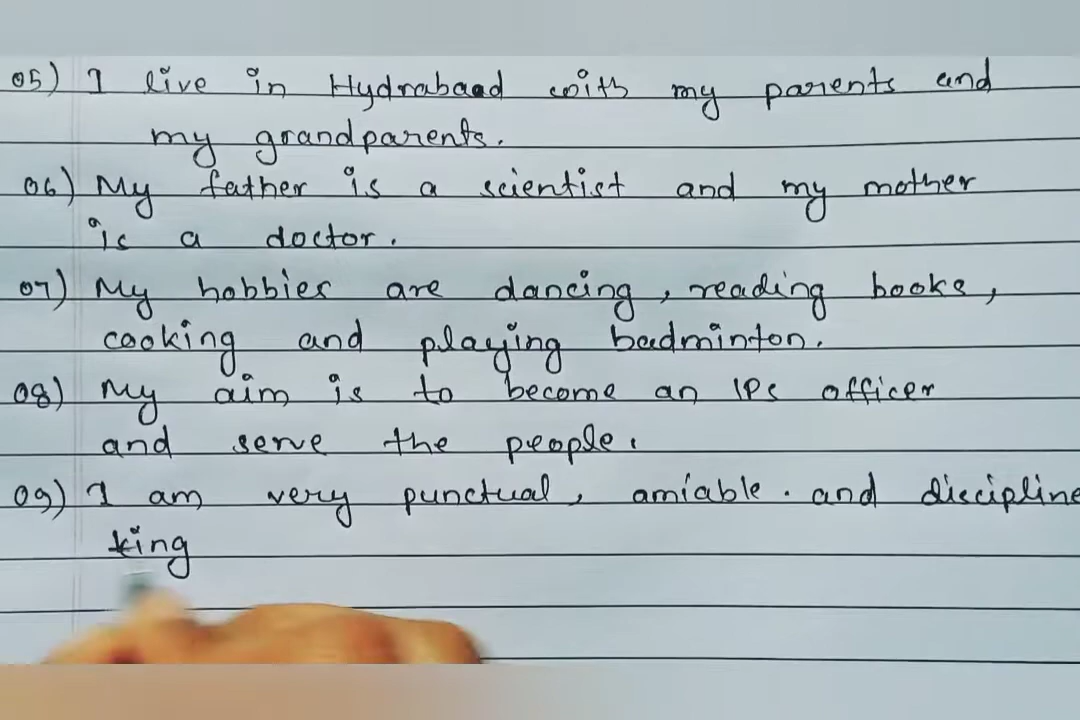 05) I live in Hydrabaad with my parents and
my grandparents.
06) My father is a scientist and my mother
is a doctor.
07) My hobbies are dancing, reading books,
cooking and playing badminton.
08) My aim is to become an IPS officer
and serve the people.
09) I am very punctual, amiable. and discipline
king